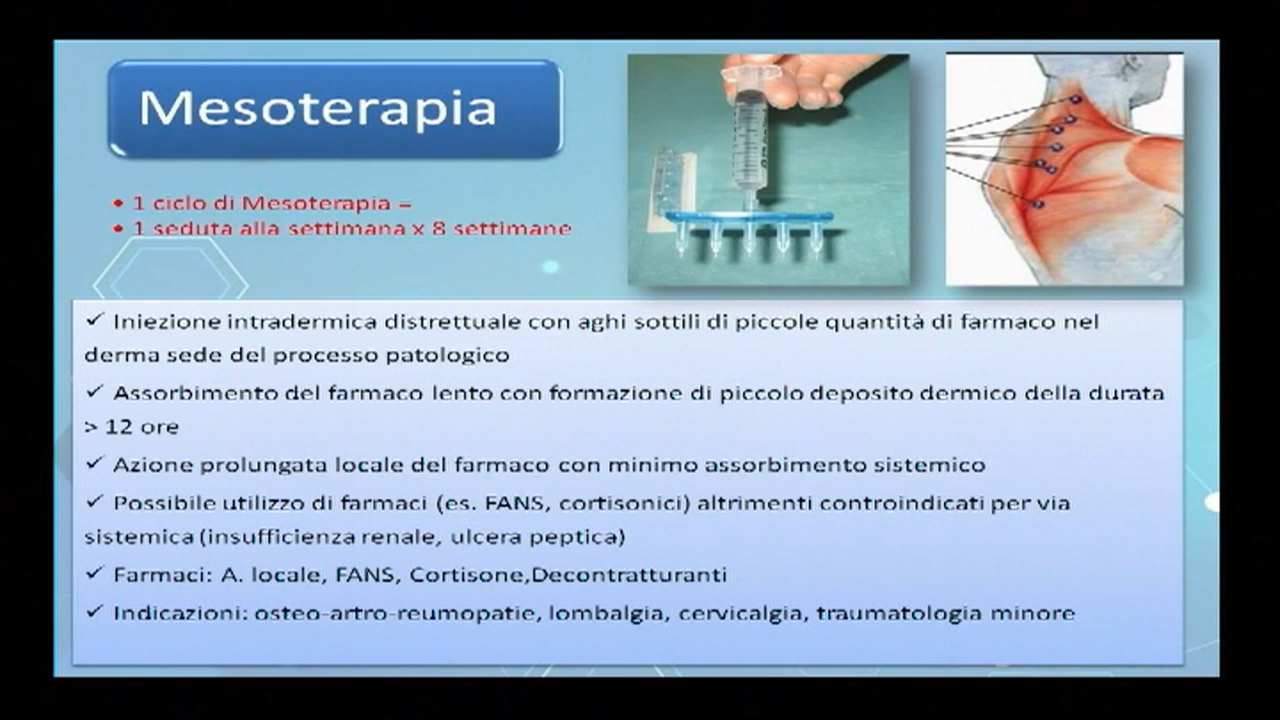 Mesoterapia
• 1 ciclo di Mesoterapia =
• 1 seduta alla settimana x 8 settimane
✓ Iniezione intradermica distrettuale con aghi sottili di piccole quantità di farmaco nel
derma sede del processo patologico
✓ Assorbimento del farmaco lento con formazione di piccolo deposito dermico della durata
> 12 ore
✓ Azione prolungata locale del farmaco con minimo assorbimento sistemico
✓ Possibile utilizzo di farmaci (es. FANS, cortisonici) altrimenti controindicati per via
sistemica (insufficienza renale, ulcera peptica)
✓ Farmaci: A. locale, FANS, Cortisone,Decontratturanti
✓ Indicazioni: osteo-artro-reumopatie, lombalgia, cervicalgia, traumatologia minore